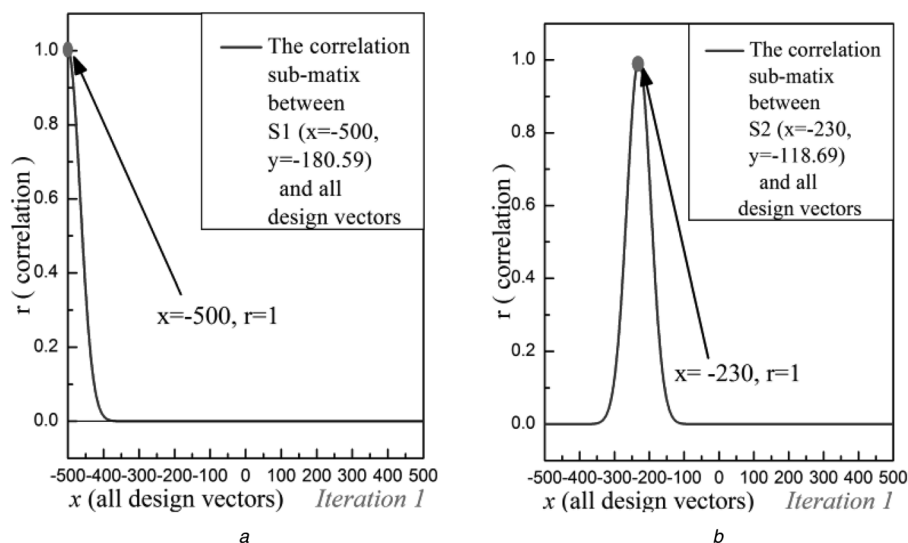 The correlation
sub-matix
between
S1 (x=-500,
y=-180.59)
and all
design vectors
1.0
0.8
0.6
0.4
0.2
0.0
r ( correlation )
x=-500, r=1
-500-400-300-200-100 0 100 200 300 400 500
x (all design vectors) Iteration 1
a
The correlation
sub-matix
between
S2 (x=-230,
y=-118.69)
and all
design vectors
1.0
0.8
0.6
0.4
0.2
0.0
r ( correlation )
x= -230, r=1
-500-400-300-200-100 0 100 200 300 400 500
x (all design vectors) Iteration 1
b